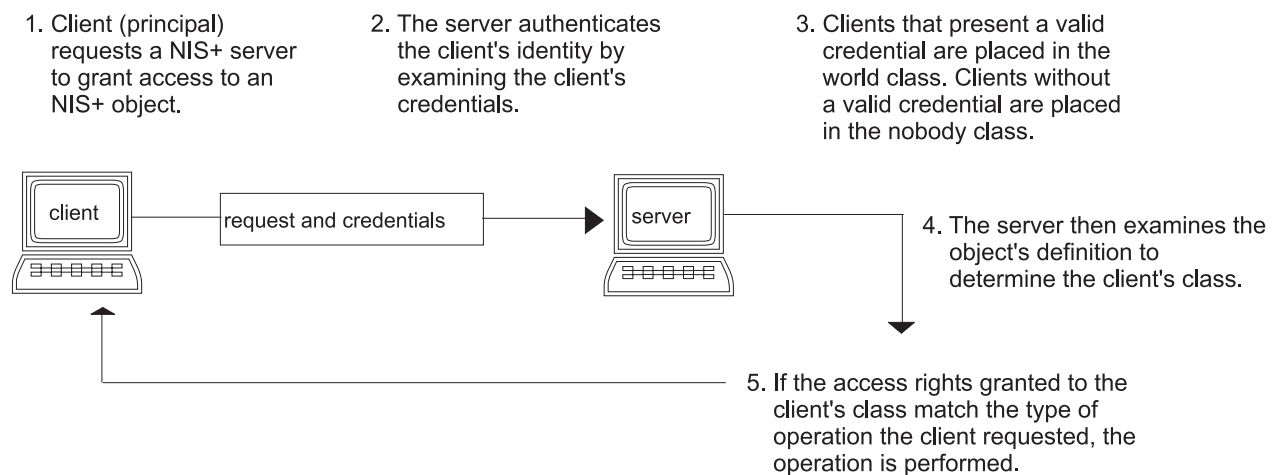 1. Client (principal)
requests a NIS+ server
to grant access to an
NIS+ object.
2. The server authenticates
the client's identity by
examining the client's
credentials.
3. Clients that present a valid
credential are placed in the
world class. Clients without
a valid credential are placed
in the nobody class.
client
request and credentials
server
4. The server then examines the
object's definition to
determine the client's class.
5. If the access rights granted to the
client's class match the type of
operation the client requested, the
operation is performed.